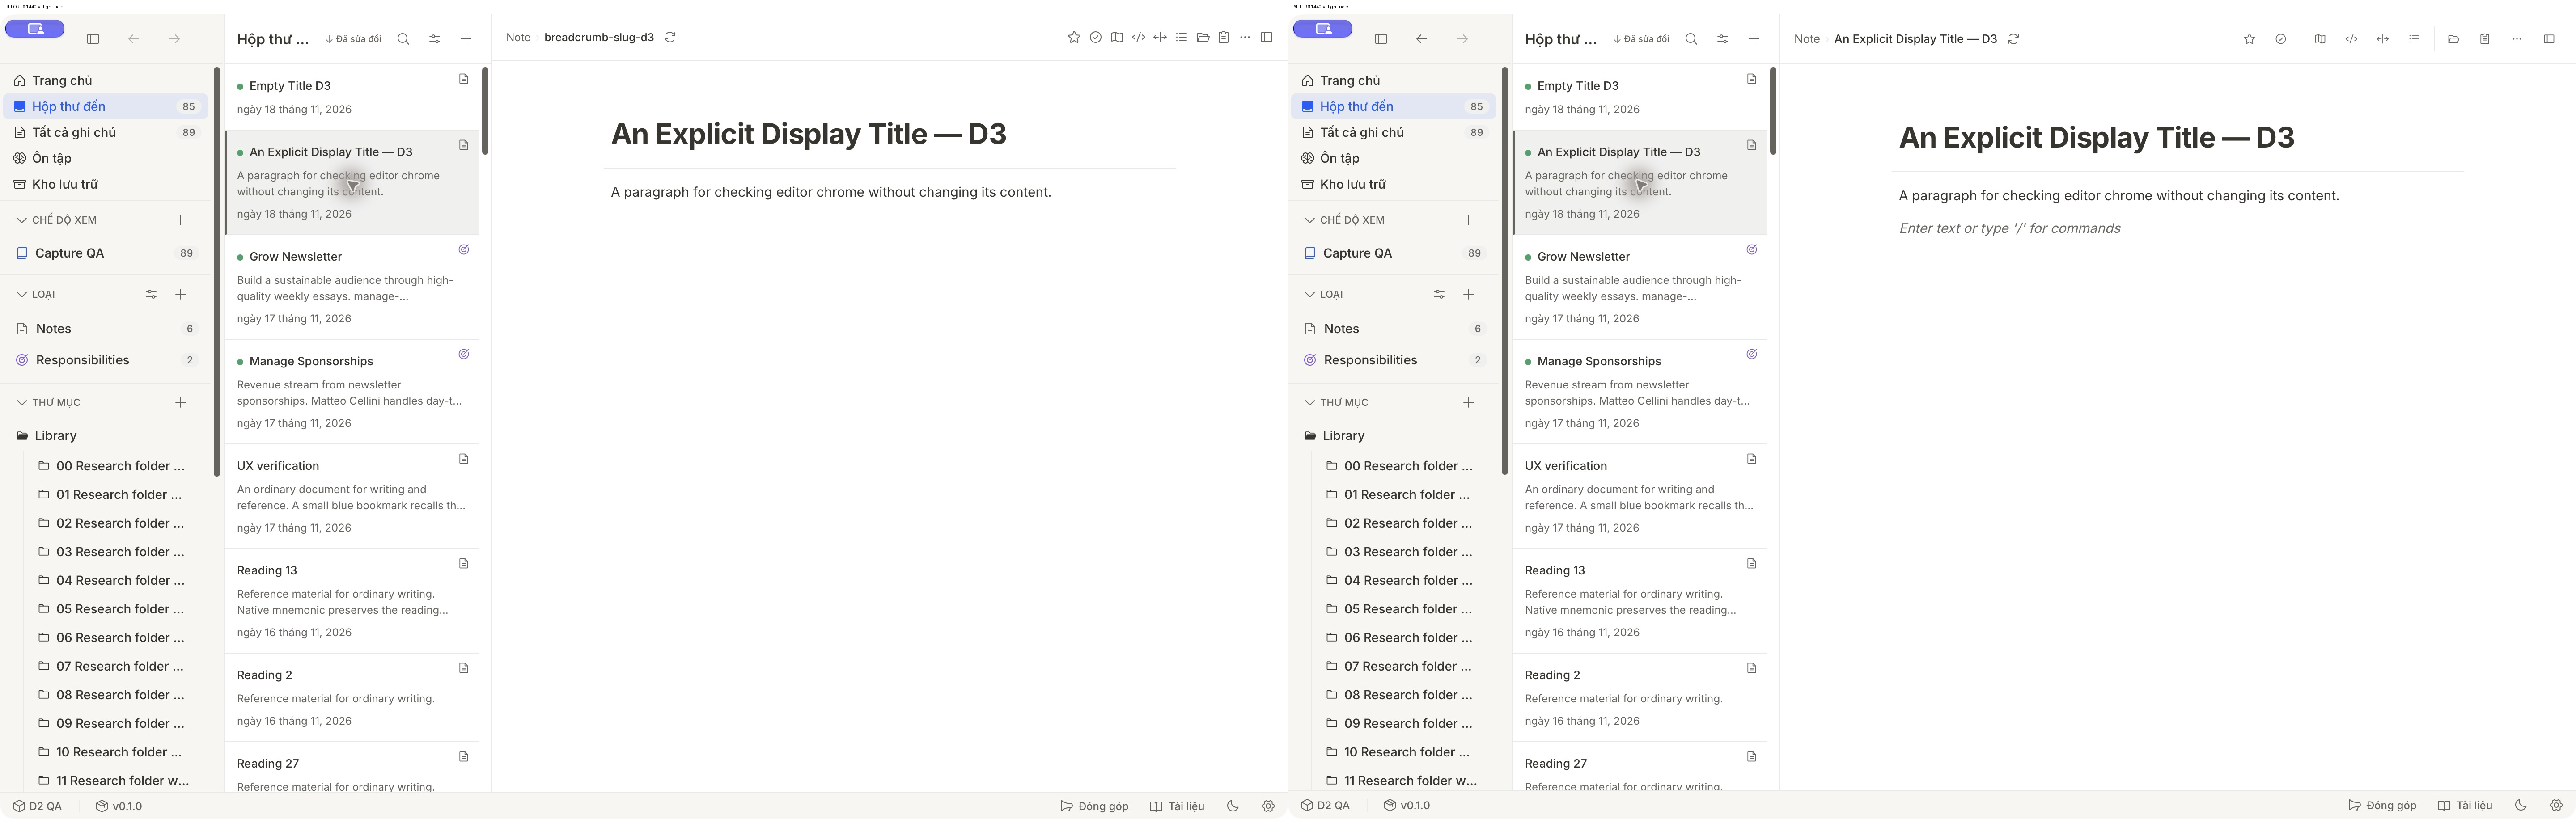 BEFORE 1440 vi light note
Hộp thư ...
Đã sửa đổi
Note
breadcrumb-slug-d3
Trang chủ
Hộp thư đến
85
Tất cả ghi chú
89
Ôn tập
Kho lưu trữ
CHẾ ĐỘ XEM
Capture QA
89
LOẠI
Notes
6
Responsibilities
2
THƯ MỤC
Library
00 Research folder ...
01 Research folder ...
02 Research folder ...
03 Research folder ...
04 Research folder ...
05 Research folder ...
06 Research folder ...
07 Research folder ...
08 Research folder ...
09 Research folder ...
10 Research folder ...
11 Research folder w...
Empty Title D3
ngày 18 tháng 11, 2026
An Explicit Display Title — D3
A paragraph for checking editor chrome
without changing its content.
ngày 18 tháng 11, 2026
Grow Newsletter
Build a sustainable audience through high-
quality weekly essays. manage-...
ngày 17 tháng 11, 2026
Manage Sponsorships
Revenue stream from newsletter
sponsorships. Matteo Cellini handles day-t...
ngày 17 tháng 11, 2026
UX verification
An ordinary document for writing and
reference. A small blue bookmark recalls th...
ngày 17 tháng 11, 2026
Reading 13
Reference material for ordinary writing.
Native mnemonic preserves the reading...
ngày 16 tháng 11, 2026
Reading 2
Reference material for ordinary writing.
ngày 16 tháng 11, 2026
Reading 27
Reference material for ordinary writing.
An Explicit Display Title — D3
A paragraph for checking editor chrome without changing its content.
D2 QA
v0.1.0
Đóng góp
Tài liệu
AFTER 1440 vi light note
Hộp thư ...
Đã sửa đổi
Note
An Explicit Display Title — D3
Trang chủ
Hộp thư đến
85
Tất cả ghi chú
89
Ôn tập
Kho lưu trữ
CHẾ ĐỘ XEM
Capture QA
89
LOẠI
Notes
6
Responsibilities
2
THƯ MỤC
Library
00 Research folder ...
01 Research folder ...
02 Research folder ...
03 Research folder ...
04 Research folder ...
05 Research folder ...
06 Research folder ...
07 Research folder ...
08 Research folder ...
09 Research folder ...
10 Research folder ...
11 Research folder w...
Empty Title D3
ngày 18 tháng 11, 2026
An Explicit Display Title — D3
A paragraph for checking editor chrome
without changing its content.
ngày 18 tháng 11, 2026
Grow Newsletter
Build a sustainable audience through high-
quality weekly essays. manage-...
ngày 17 tháng 11, 2026
Manage Sponsorships
Revenue stream from newsletter
sponsorships. Matteo Cellini handles day-t...
ngày 17 tháng 11, 2026
UX verification
An ordinary document for writing and
reference. A small blue bookmark recalls th...
ngày 17 tháng 11, 2026
Reading 13
Reference material for ordinary writing.
Native mnemonic preserves the reading...
ngày 16 tháng 11, 2026
Reading 2
Reference material for ordinary writing.
ngày 16 tháng 11, 2026
Reading 27
Reference material for ordinary writing.
An Explicit Display Title — D3
A paragraph for checking editor chrome without changing its content.
Enter text or type '/' for commands
D2 QA
v0.1.0
Đóng góp
Tài liệu